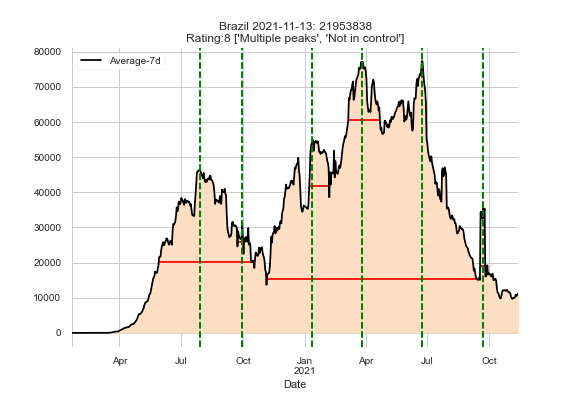 Brazil 2021-11-13: 21953838
Rating:8 ['Multiple peaks', 'Not in control']
Average-7d
80000
70000
60000
50000
40000
30000
20000
10000
0
Apr Jul Oct Jan Apr Jul Oct
2021
Date